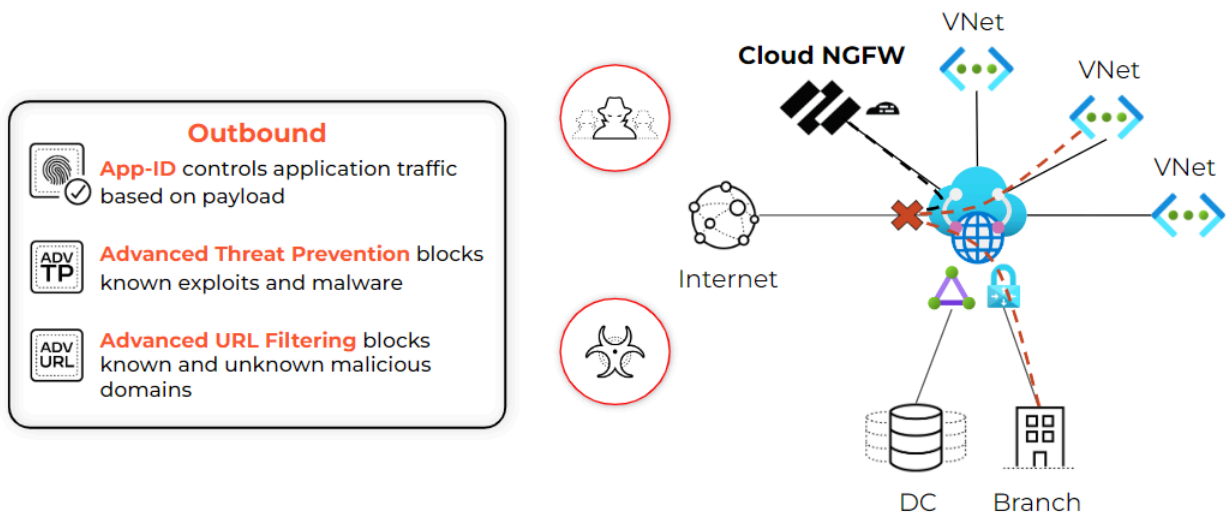 Outbound
App-ID controls application traffic
based on payload
ADV
TP
Advanced Threat Prevention blocks
known exploits and malware
ADV
URL
Advanced URL Filtering blocks
known and unknown malicious
domains
Cloud NGFW
VNet
VNet
VNet
Internet
DC
Branch